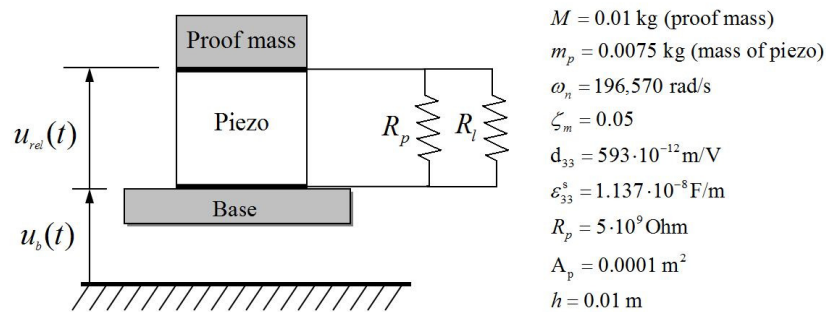 Proof mass
Piezo
Base
u_rel(t)
u_b(t)
R_p
R_l
M = 0.01 kg (proof mass)
m_p = 0.0075 kg (mass of piezo)
ω_n = 196,570 rad/s
ζ_m = 0.05
d_33 = 593·10^-12 m/V
ε^s_33 = 1.137·10^-8 F/m
R_p = 5·10^9 Ohm
A_p = 0.0001 m^2
h = 0.01 m